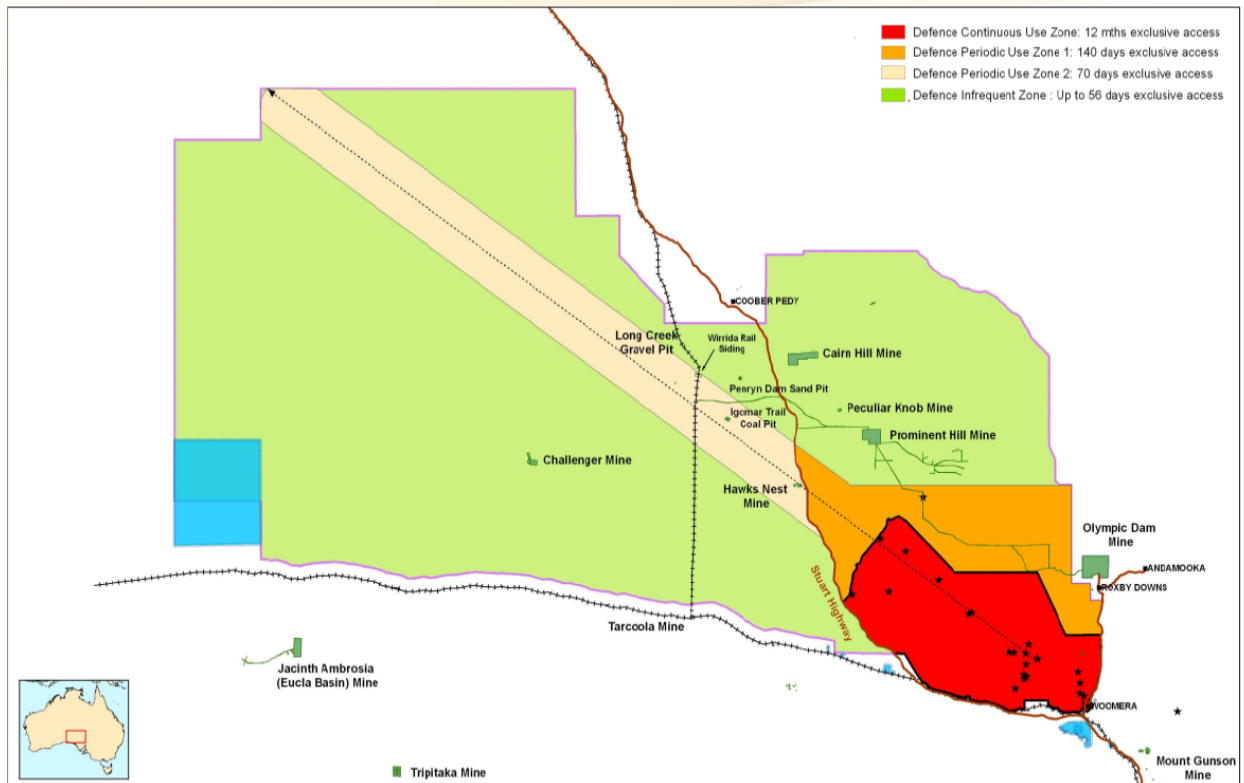 Defence Continuous Use Zone: 12 mths exclusive access
Defence Periodic Use Zone 1: 140 days exclusive access
Defence Periodic Use Zone 2: 70 days exclusive access
Defence Infrequent Zone : Up to 56 days exclusive access
COOBER PEDY
Long Creek
Gravel Pit
Wirrida Rail
Siding
Cairn Hill Mine
Penryn Dam Sand Pit
Peculiar Knob Mine
Igomar Trail
Coal Pit
Prominent Hill Mine
Challenger Mine
Hawks Nest
Mine
Olympic Dam
Mine
ANDAMOOKA
ROXBY DOWNS
Stuart Highway
Tarcoola Mine
Jacinth Ambrosia
(Eucla Basin) Mine
WOOMERA
Mount Gunson
Mine
Tripitaka Mine